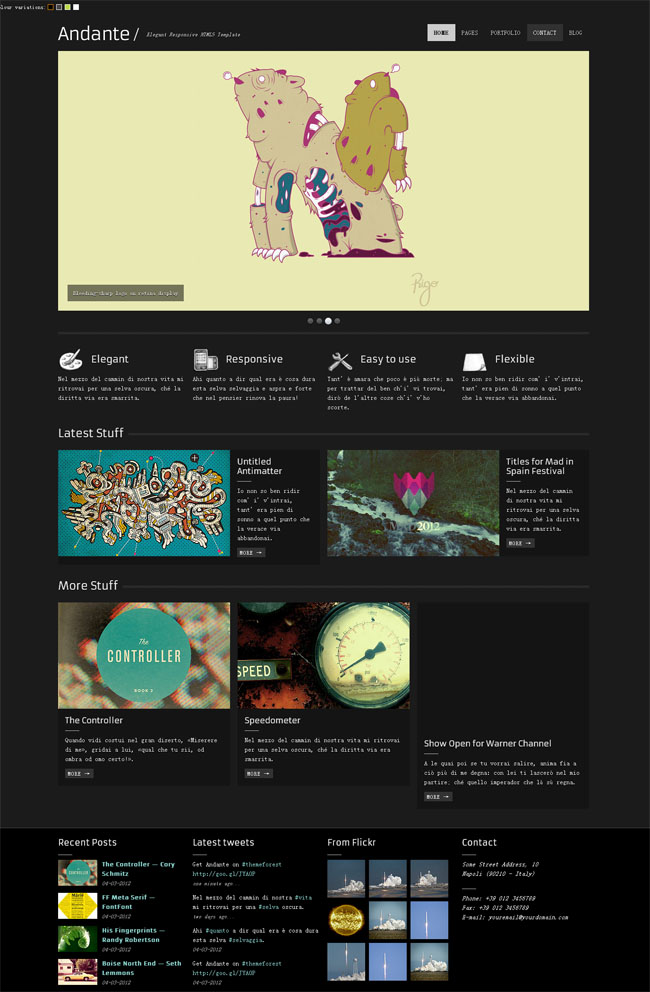 lour variations:
Andante / Elegant Responsive HTML5 Template
HOME PAGES PORTFOLIO CONTACT BLOG
Rigo
Bleeding-sharp logo on retina display
Elegant
Nel mezzo del cammin di nostra vita mi
ritrovai per una selva oscura, ché la
diritta via era smarrita.
Responsive
Ahi quanto a dir qual era è cosa dura
esta selva selvaggia e aspra e forte
che nel pensier rinova la paura!
Easy to use
Tant' è amara che poco è più morte; ma
per trattar del ben ch'i' vi trovai,
dirò de l'altre cose ch'i' v'ho
scorte.
Flexible
Io non so ben ridir com' i' v'intrai,
tant' era pien di sonno a quel punto
che la verace via abbandonai.
Latest Stuff
Untitled
Antimatter
Io non so ben ridir
com' i' v'intrai,
tant' era pien di
sonno a quel punto
che la verace via
abbandonai.
MORE →
2012
Titles for Mad in
Spain Festival
Nel mezzo del cammin
di nostra vita mi
ritrovai per una selva
oscura, ché la diritta
via era smarrita.
MORE →
More Stuff
The
CONTROLLER
BOOK 2
The Controller
Quando vidi costui nel gran diserto, «Miserere
di me», gridai a lui, «qual che tu sii, od
ombra od omo certo!».
MORE →
SPEED
Speedometer
Nel mezzo del cammin di nostra vita mi ritrovai
per una selva oscura, ché la diritta via era
smarrita.
MORE →
Show Open for Warner Channel
A le quai poi se tu vorrai salire, anima fia a
ciò più di me degna: con lei ti lascerò nel mio
partire; ché quello imperador che là sù regna.
MORE →
Recent Posts
The Controller — Cory
Schmitz
04-03-2012
FF Meta Serif —
FontFont
04-03-2012
His Fingerprints —
Randy Robertson
04-03-2012
Boise North End — Seth
Lemmons
04-03-2012
Latest tweets
Get Andante on #themeforest
http://goo.gl/JYAOP
one minute ago...
Nel mezzo del cammin di nostra #vita
mi ritrovai per una #selva oscura.
two days ago...
Ahi #quanto a dir qual era è cosa dura
esta selva #selvaggia.
04-03-2012
Get Andante on #themeforest
http://goo.gl/JYAOP
04-03-2012
From Flickr
Contact
Some Street Address, 10
Napoli (90210 - Italy)
Phone: +39 012 3456789
Fax: +39 012 3456789
E-mail: youremail@yourdomain.com